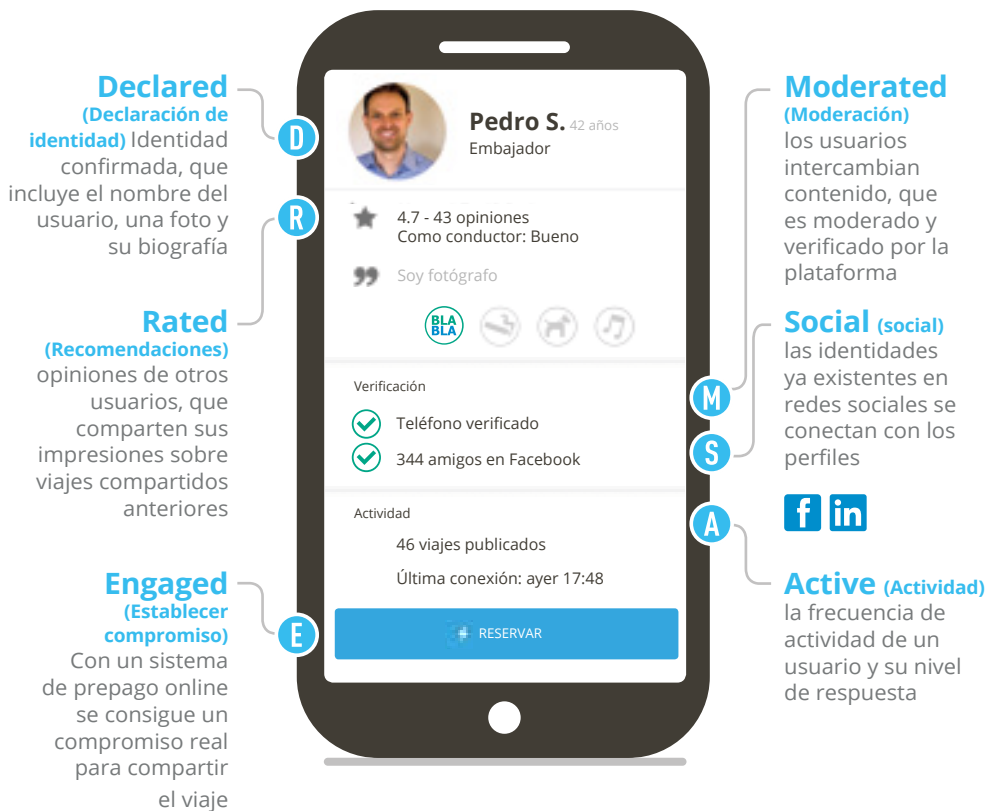 Declared
(Declaración de
identidad) Identidad
confirmada, que
incluye el nombre del
usuario, una foto y
su biografía
D
Rated
(Recomendaciones)
opiniones de otros
usuarios, que
comparten sus
impresiones sobre
viajes compartidos
anteriores
R
Engaged
(Establecer
compromiso)
Con un sistema
de prepago online
se consigue un
compromiso real
para compartir
el viaje
E
Pedro S. 42 años
Embajador
4.7 - 43 opiniones
Como conductor: Bueno
Soy fotógrafo
BLA
BLA
Verificación
Teléfono verificado
344 amigos en Facebook
Actividad
46 viajes publicados
Última conexión: ayer 17:48
RESERVAR
Moderated
(Moderación)
los usuarios
intercambian
contenido, que
es moderado y
verificado por la
plataforma
M
Social (social)
las identidades
ya existentes en
redes sociales se
conectan con los
perfiles
S
f in
A
Active (Actividad)
la frecuencia de
actividad de un
usuario y su nivel
de respuesta